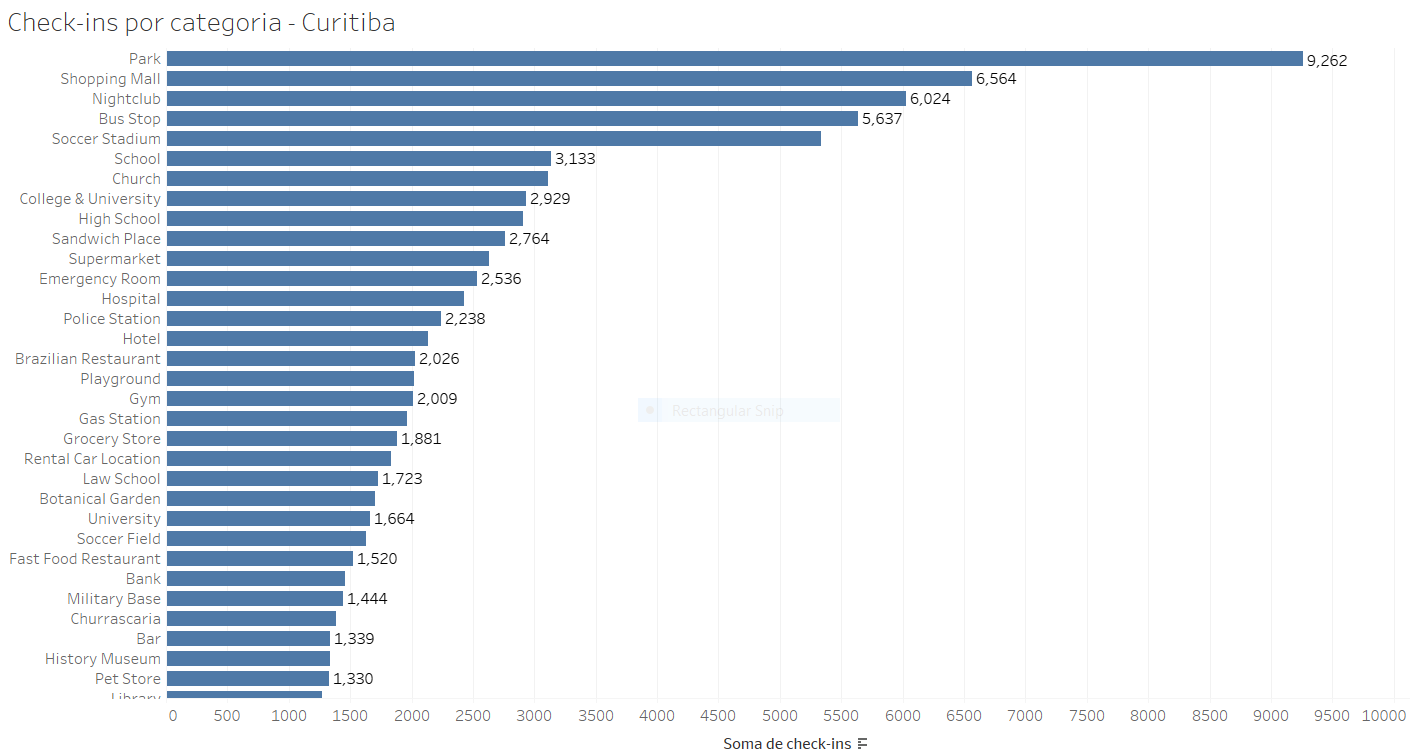 Check-ins por categoria - Curitiba
Park 9,262
Shopping Mall 6,564
Nightclub 6,024
Bus Stop 5,637
Soccer Stadium
School 3,133
Church
College & University 2,929
High School
Sandwich Place 2,764
Supermarket
Emergency Room 2,536
Hospital
Police Station 2,238
Hotel
Brazilian Restaurant 2,026
Playground
Gym 2,009
Rectangular Snip
Gas Station
Grocery Store 1,881
Rental Car Location
Law School 1,723
Botanical Garden
University 1,664
Soccer Field
Fast Food Restaurant 1,520
Bank
Military Base 1,444
Churrascaria
Bar 1,339
History Museum
Pet Store 1,330
Library
0 500 1000 1500 2000 2500 3000 3500 4000 4500 5000 5500 6000 6500 7000 7500 8000 8500 9000 9500 10000
Soma de check-ins